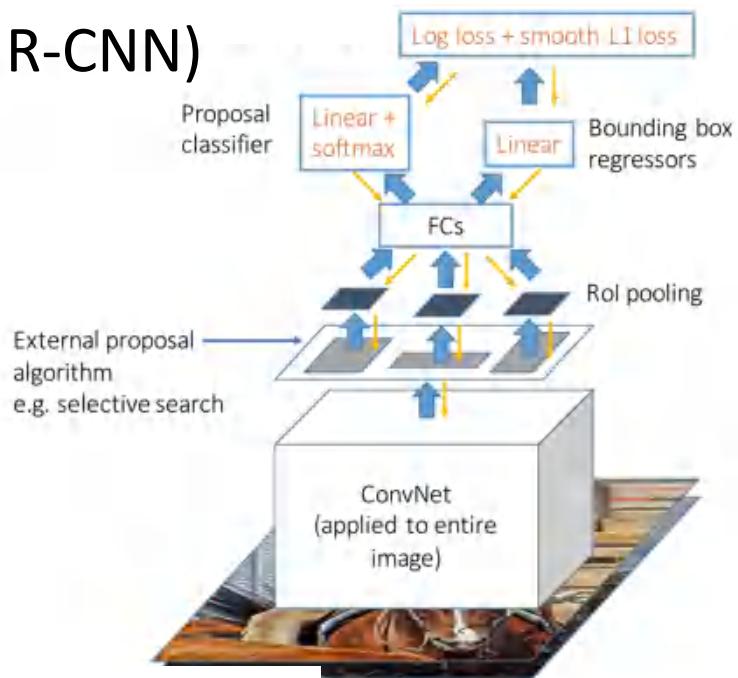 R-CNN)
Log loss + smooth L1 loss
Proposal
classifier
Linear +
softmax
Linear
Bounding box
regressors
FCs
RoI pooling
External proposal
algorithm
e.g. selective search
ConvNet
(applied to entire
image)